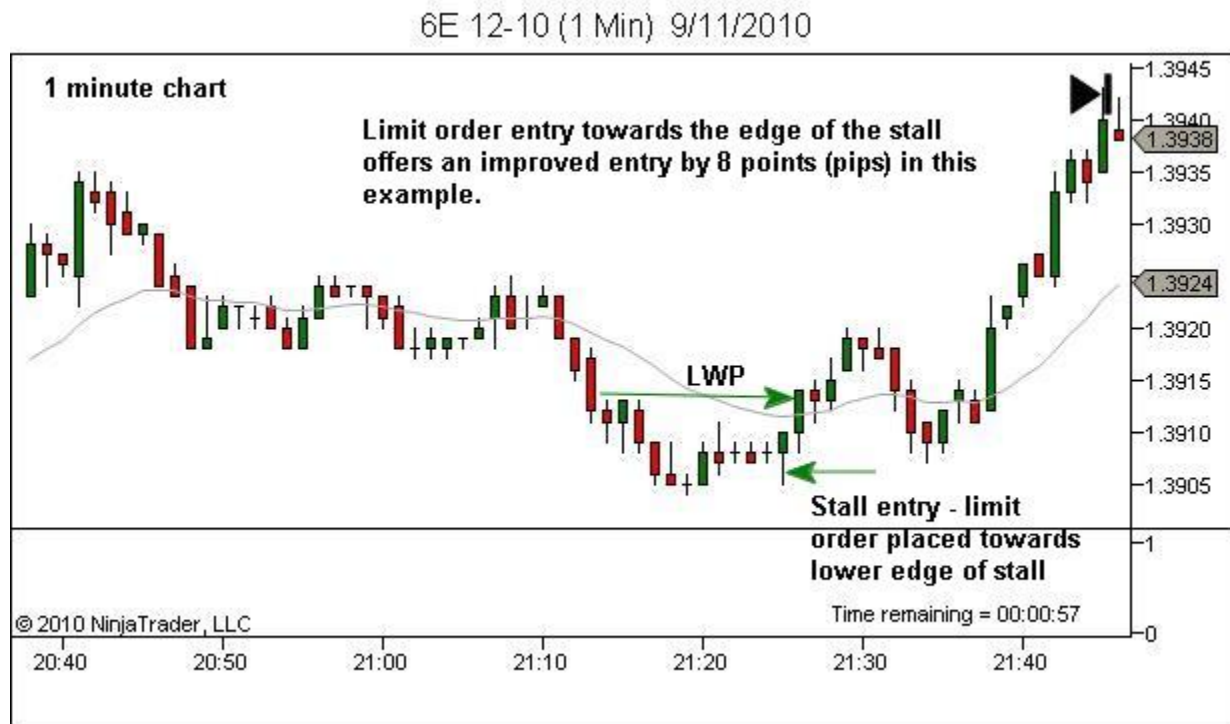 6E 12-10 (1 Min) 9/11/2010
1 minute chart
Limit order entry towards the edge of the stall
offers an improved entry by 8 points (pips) in this
example.
1.3945
1.3940
1.3938
1.3935
1.3930
1.3924
1.3920
1.3915
1.3910
1.3905
LWP
Stall entry - limit
order placed towards
lower edge of stall
1
Time remaining = 00:00:57
© 2010 NinjaTrader, LLC
0
20:40 20:50 21:00 21:10 21:20 21:30 21:40